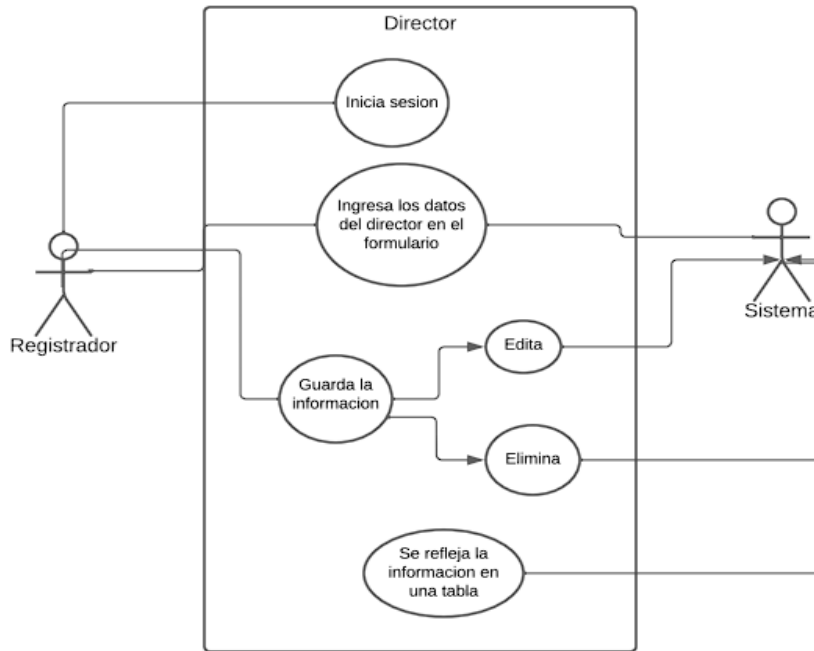 Director
Inicia sesion
Ingresa los datos
del director en el
formulario
Registrador
Sistema
Edita
Guarda la
informacion
Elimina
Se refleja la
informacion en
una tabla